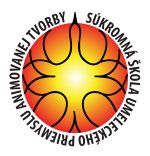 SÚKROMNÁ ŠKOLA UMELECKÉHO PRIEMYSLU ANIMOVANEJ TVORBY